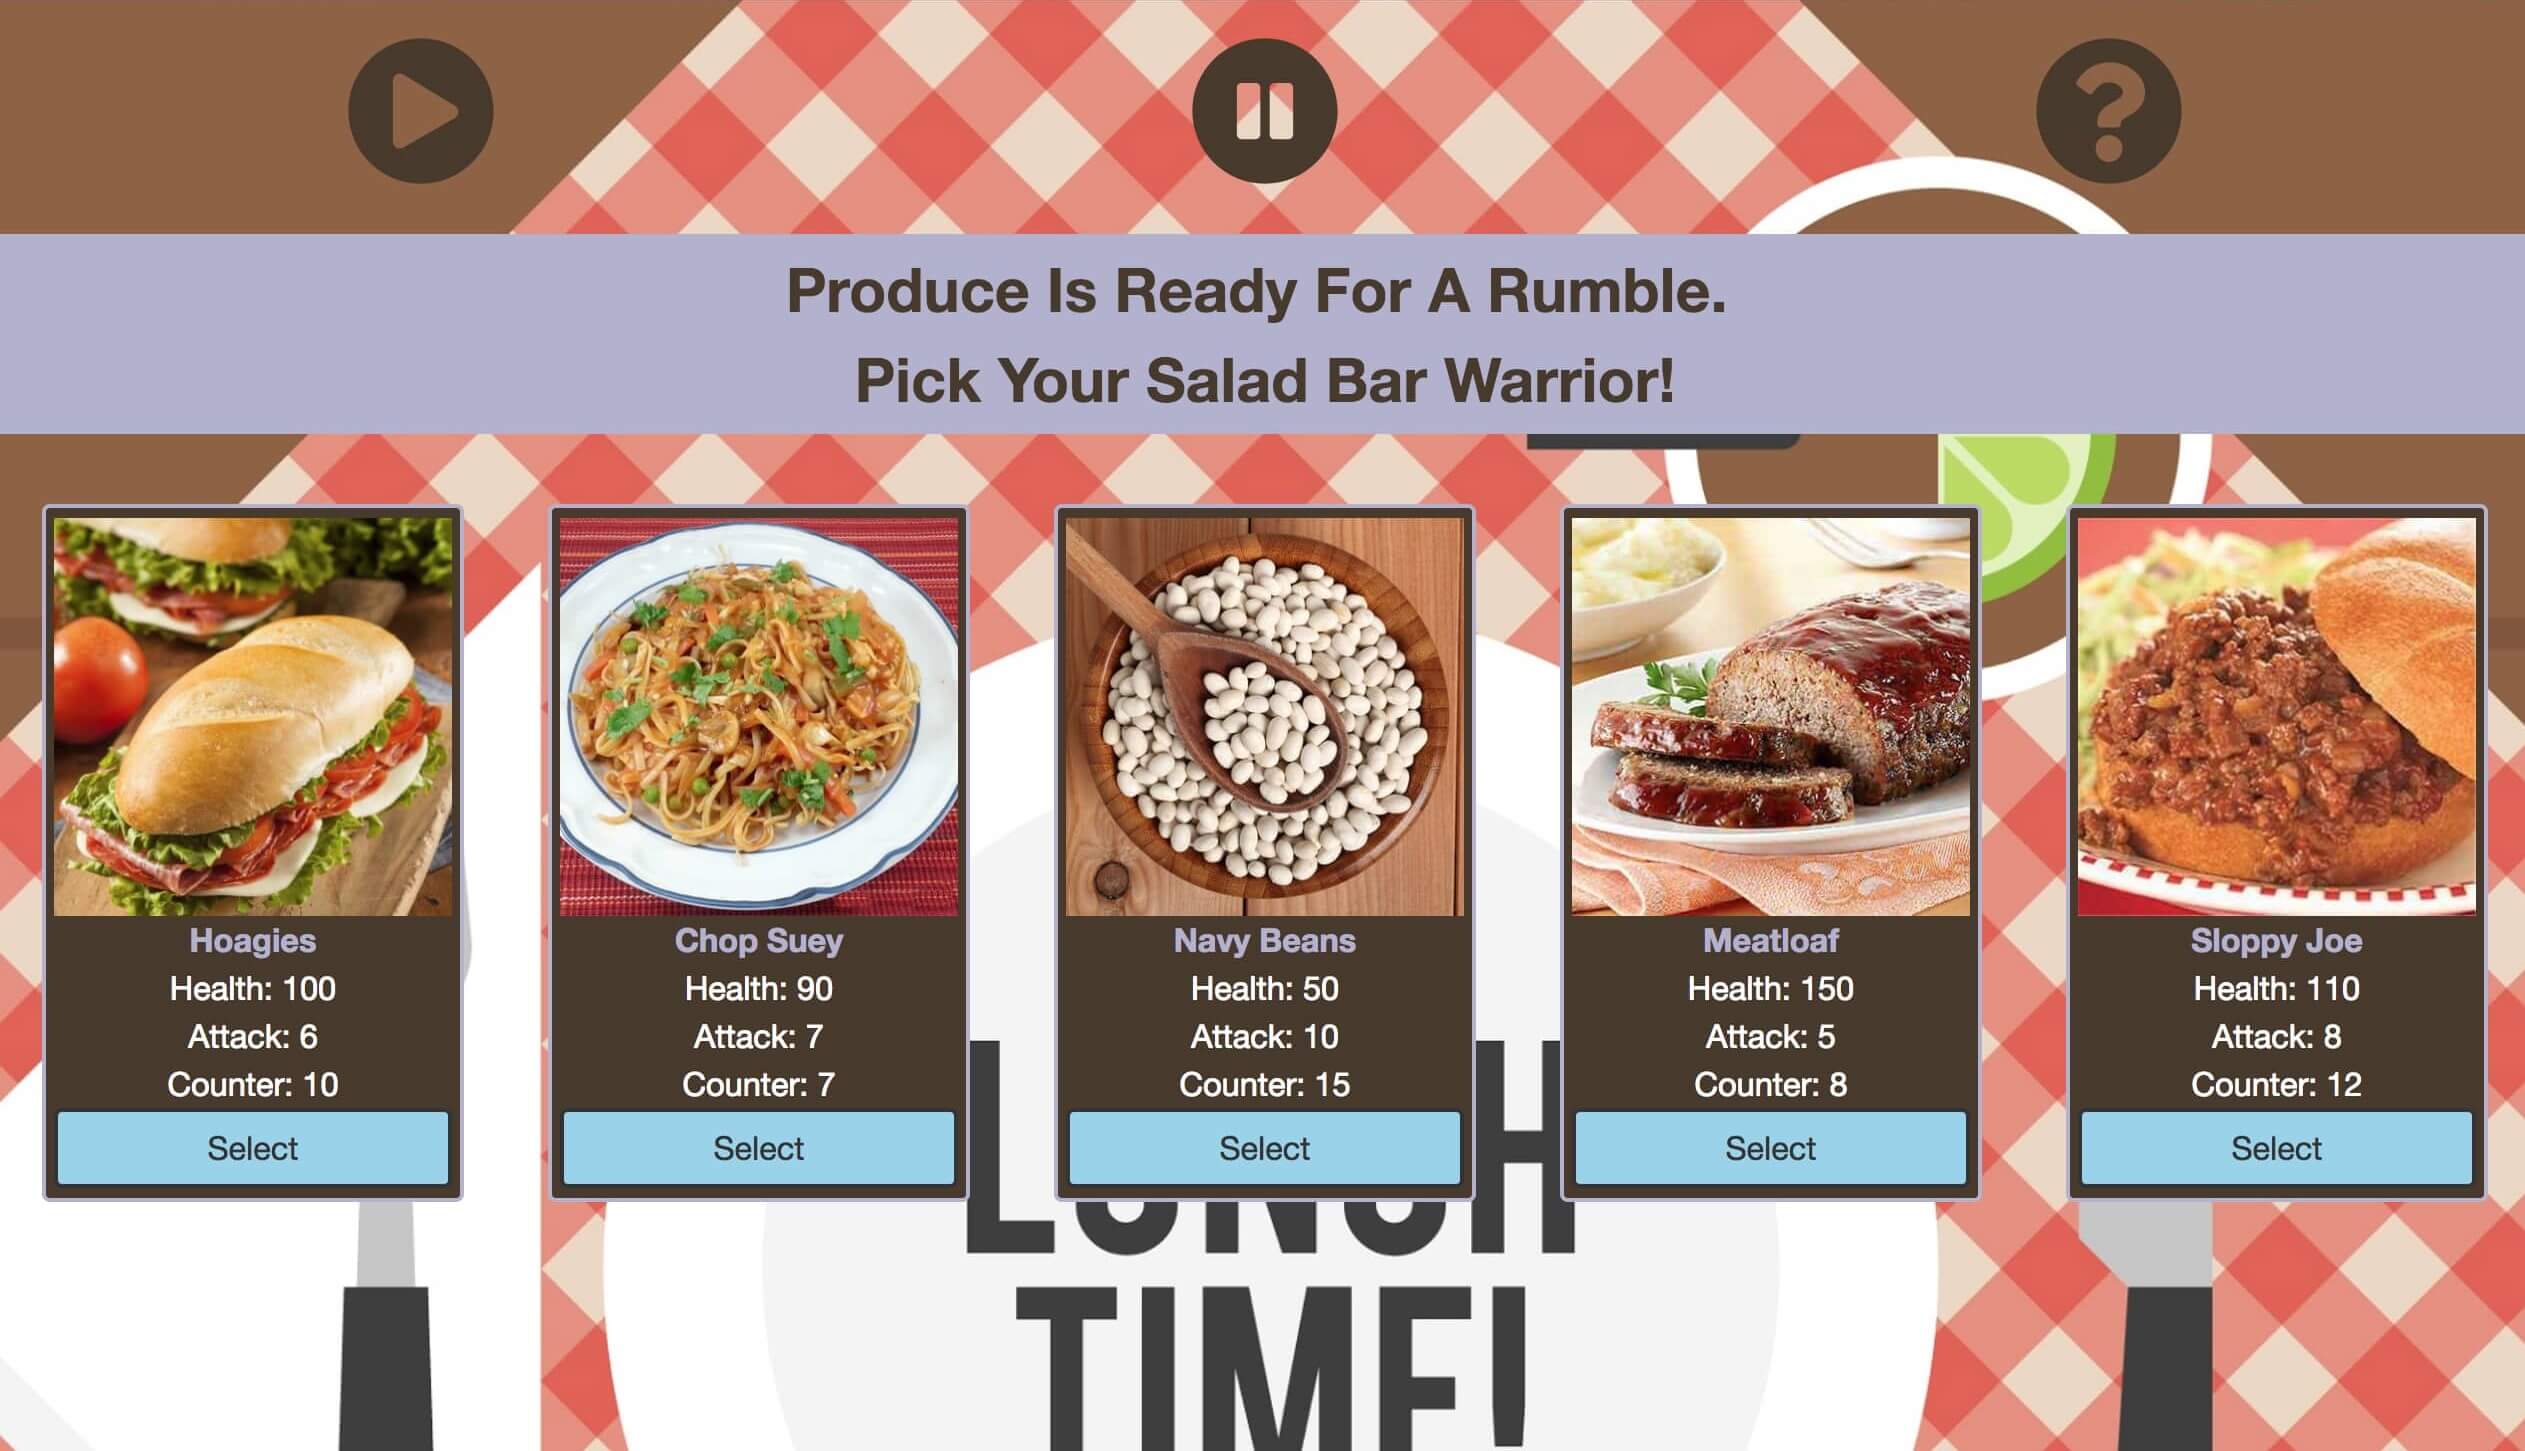 Produce Is Ready For A Rumble.
Pick Your Salad Bar Warrior!
Hoagies
Health: 100
Attack: 6
Counter: 10
Select
Chop Suey
Health: 90
Attack: 7
Counter: 7
Select
Navy Beans
Health: 50
Attack: 10
Counter: 15
Select
Meatloaf
Health: 150
Attack: 5
Counter: 8
Select
Sloppy Joe
Health: 110
Attack: 8
Counter: 12
Select
LUNCH
TIME!